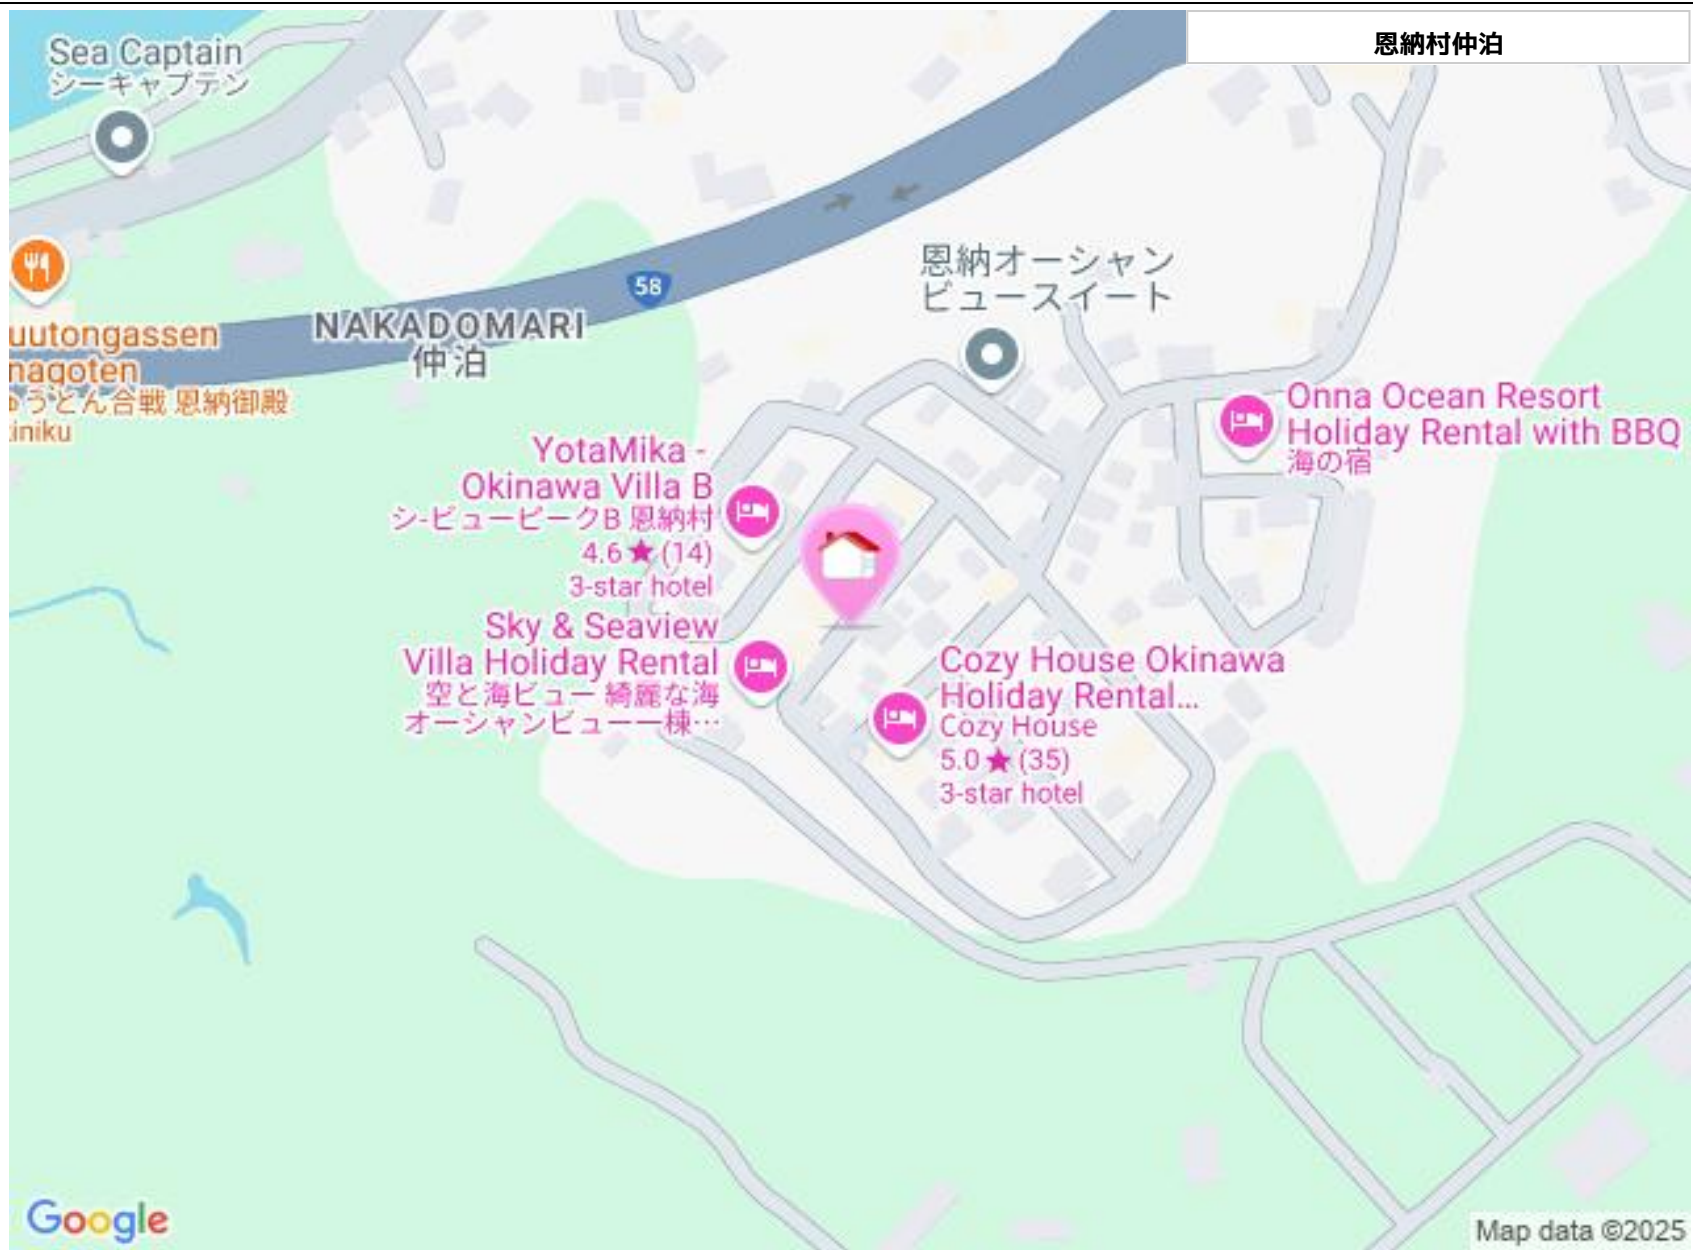 恩納村仲泊
Sea Captain
シーキャプテン
58
NAKADOMARI
仲泊
uutongassen
nagoten
うとん合戦 恩納御殿
iniku
恩納オーシャン
ビュースイート
Onna Ocean Resort
Holiday Rental with BBQ
海の宿
YotaMika -
Okinawa Villa B
シ-ビューピークB 恩納村
4.6★(14)
3-star hotel
Sky & Seaview
Villa Holiday Rental
空と海ビュー 綺麗な海
オーシャンビュー一棟…
Cozy House Okinawa
Holiday Rental...
Cozy House
5.0★(35)
3-star hotel
Google
Map data ©2025